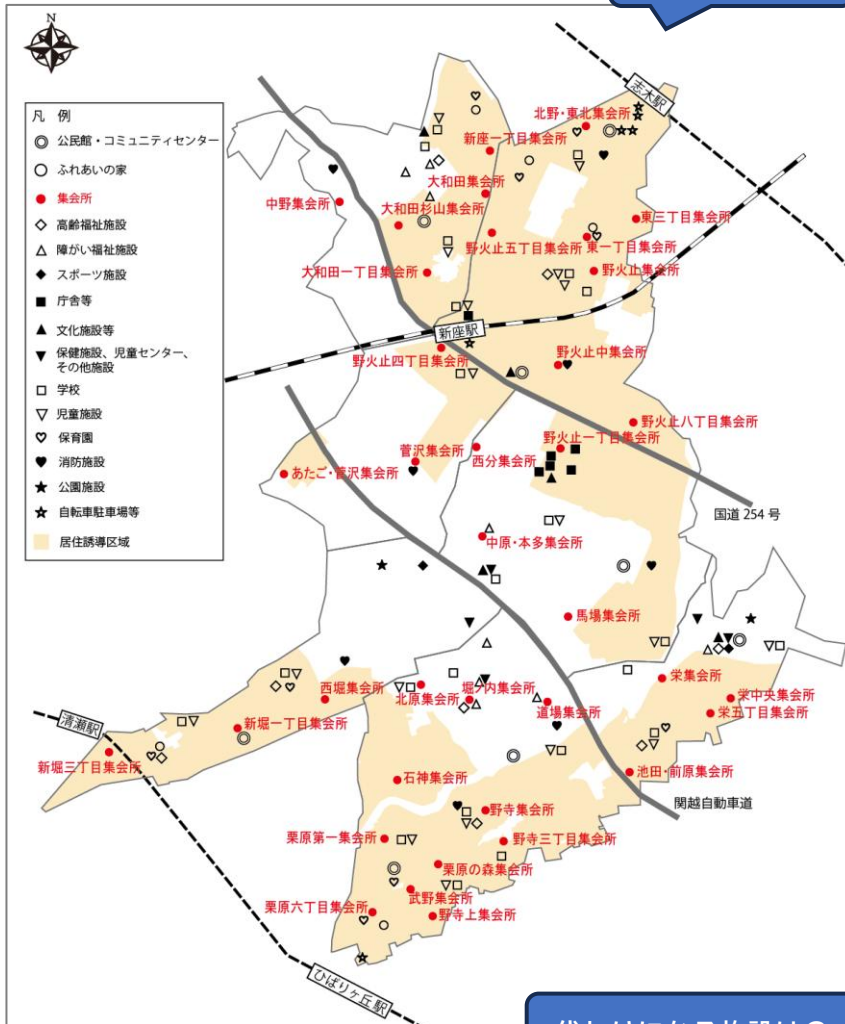 N
凡 例
公民館・コミュニティセンター
ふれあいの家
集会所
高齢福祉施設
障がい福祉施設
スポーツ施設
庁舎等
文化施設等
保健施設、児童センター、
その他施設
学校
児童施設
保育園
消防施設
公園施設
自転車駐車場等
居住誘導区域
志木駅
北野・東北集会所
新座一丁目集会所
大和田集会所
中野集会所
大和田杉山集会所
東三丁目集会所
野火止五丁目集会所
東一丁目集会所
大和田一丁目集会所
野火止集会所
新座駅
野火止四丁目集会所
野火止中集会所
野火止八丁目集会所
菅沢集会所
西分集会所
野火止一丁目集会所
あたご・菅沢集会所
国道 254 号
中原・本多集会所
馬場集会所
栄集会所
西堀集会所
北原集会所
堀ノ内集会所
道場集会所
栄中央集会所
栄五丁目集会所
清瀬駅
新堀一丁目集会所
新堀三丁目集会所
石神集会所
池田・前原集会所
関越自動車道
野寺集会所
栗原第一集会所
野寺三丁目集会所
栗原の森集会所
武野集会所
栗原六丁目集会所
野寺上集会所
ひばりヶ丘駅